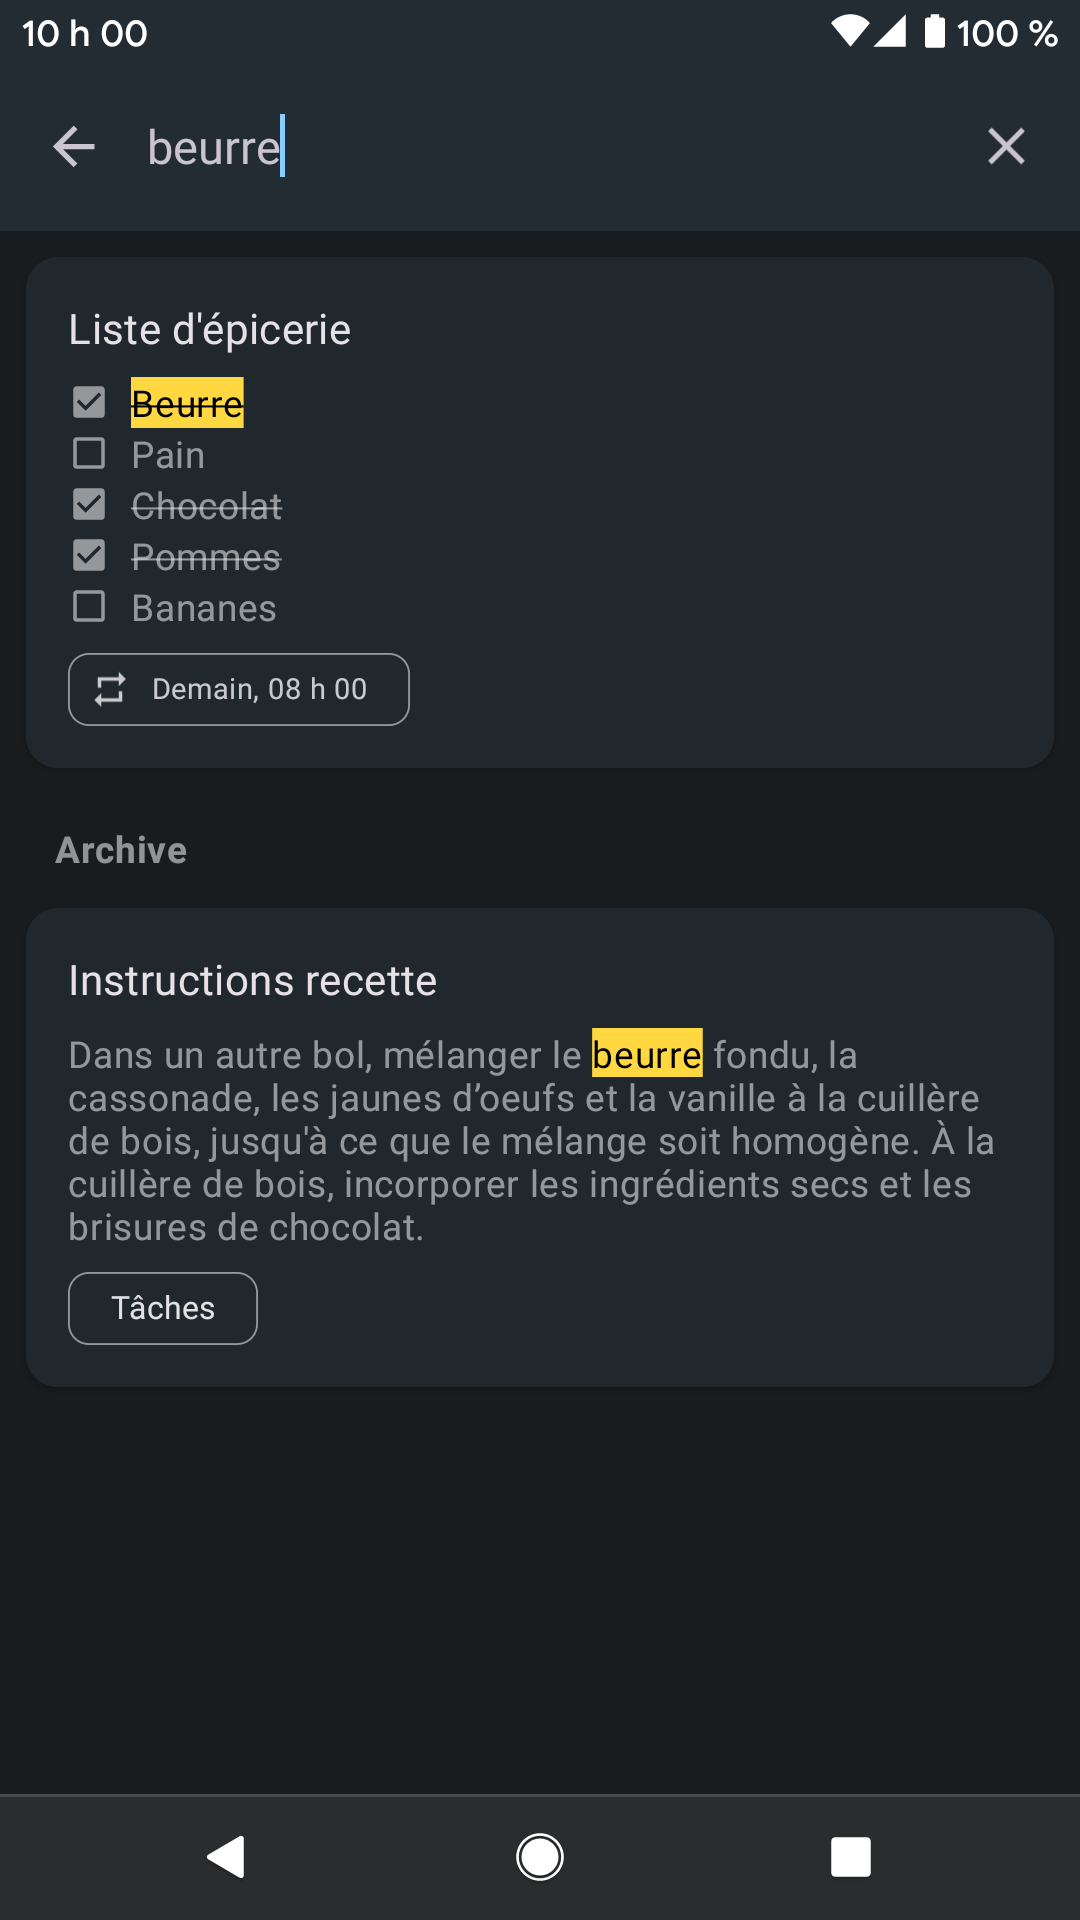 10 h 00
100 %
beurre
Liste d'épicerie
Beurre
Pain
Chocolat
Pommes
Bananes
Demain, 08 h 00
Archive
Instructions recette
Dans un autre bol, mélanger le beurre fondu, la
cassonade, les jaunes d’oeufs et la vanille à la cuillère
de bois, jusqu'à ce que le mélange soit homogène. À la
cuillère de bois, incorporer les ingrédients secs et les
brisures de chocolat.
Tâches